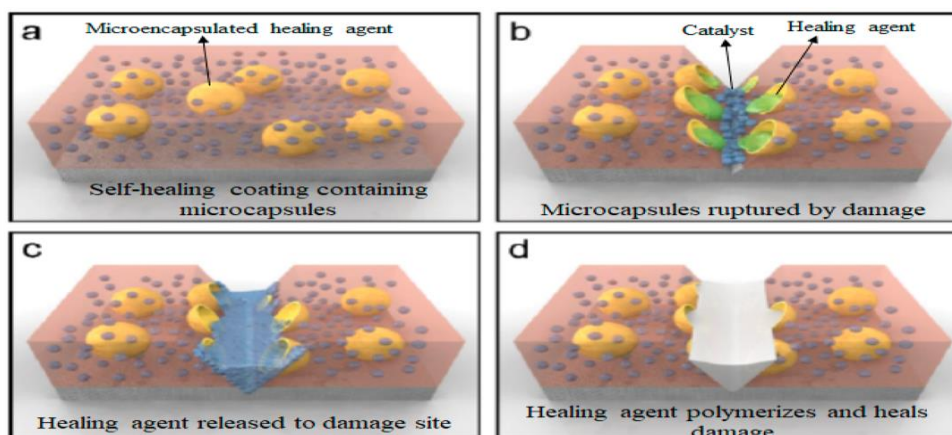 a
Microencapsulated healing agent
Self-healing coating containing
microcapsules
b
Catalyst
Healing agent
Microcapsules ruptured by damage
c
Healing agent released to damage site
d
Healing agent polymerizes and heals
damage